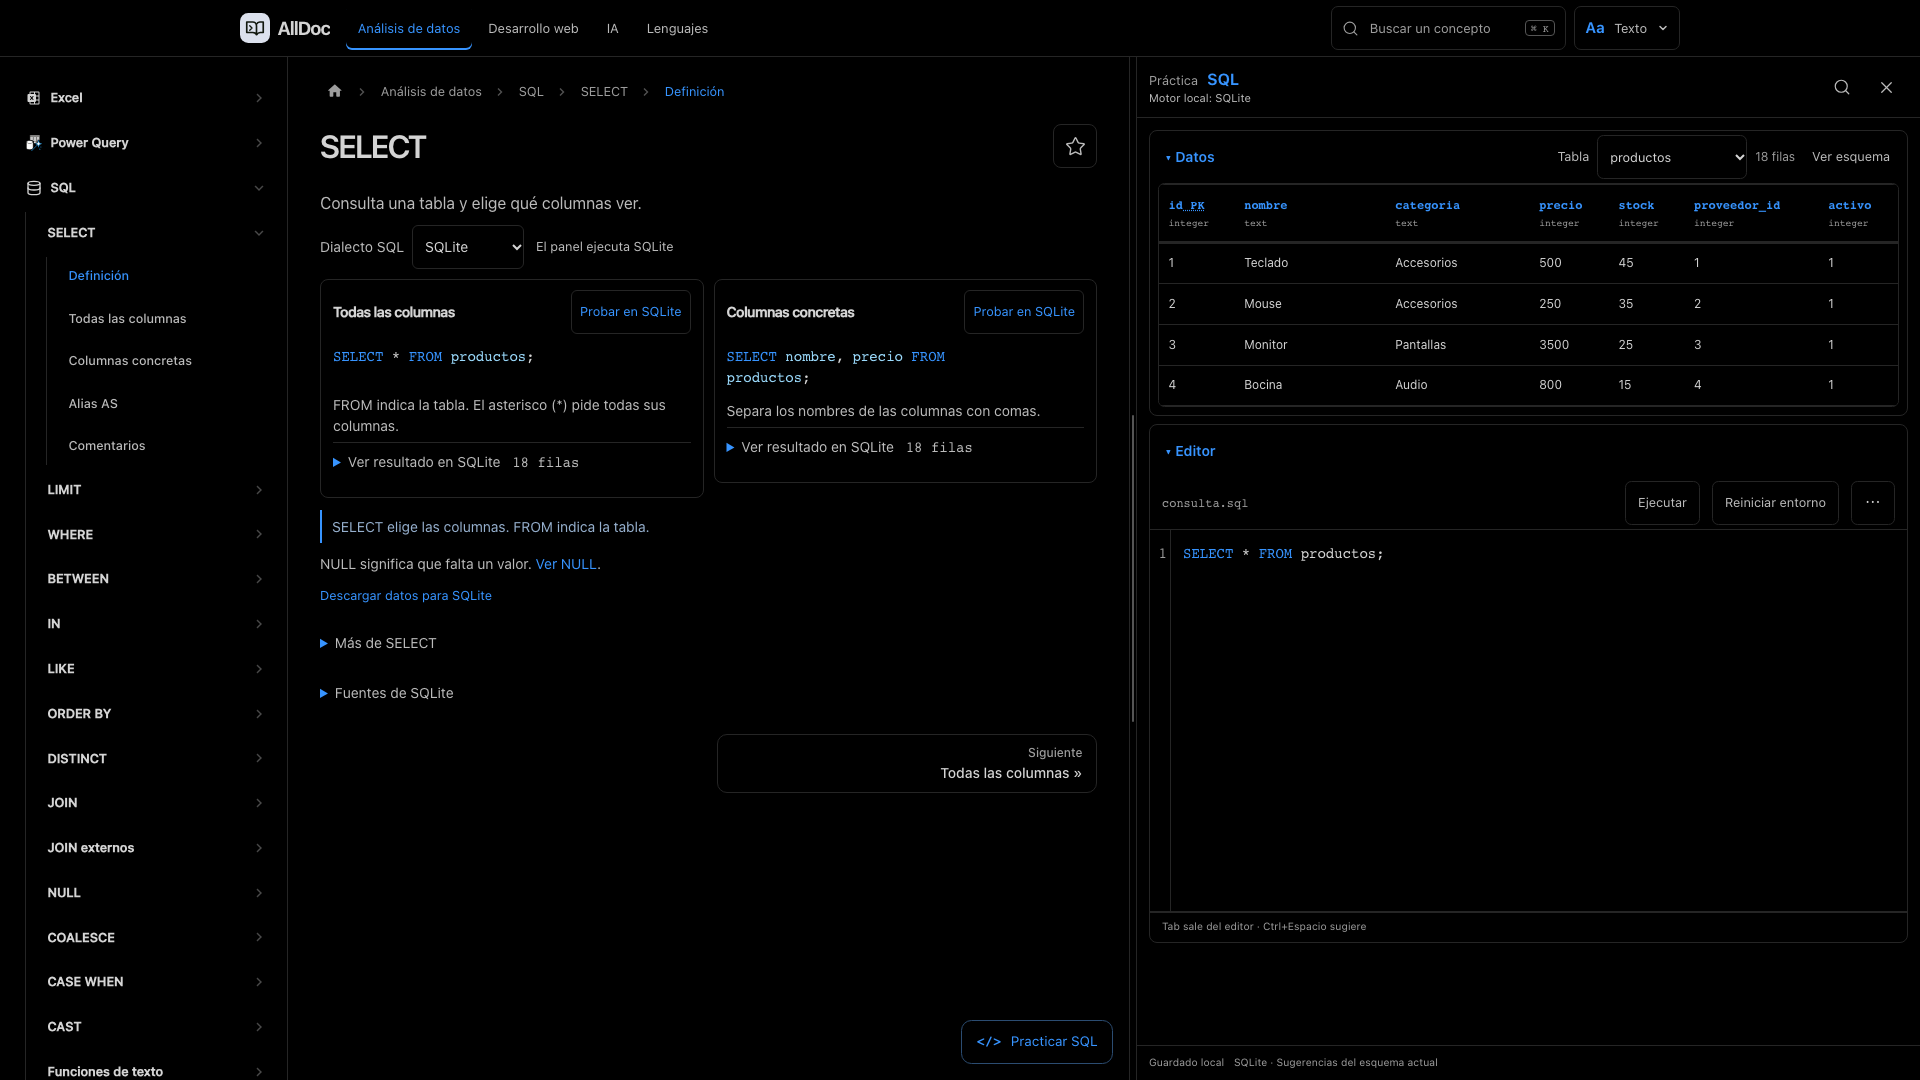 AllDoc
Análisis de datos
Desarrollo web
IA
Lenguajes
Buscar un concepto
⌘ K
Aa Texto
Excel
Power Query
SQL
SELECT
Definición
Todas las columnas
Columnas concretas
Alias AS
Comentarios
LIMIT
WHERE
BETWEEN
IN
LIKE
ORDER BY
DISTINCT
JOIN
JOIN externos
NULL
COALESCE
CASE WHEN
CAST
Funciones de texto
Análisis de datos > SQL > SELECT > Definición
SELECT
Consulta una tabla y elige qué columnas ver.
Dialecto SQL SQLite El panel ejecuta SQLite
Todas las columnas
Probar en SQLite
SELECT * FROM productos;
FROM indica la tabla. El asterisco (*) pide todas sus
columnas.
Ver resultado en SQLite 18 filas
Columnas concretas
Probar en SQLite
SELECT nombre, precio FROM
productos;
Separa los nombres de las columnas con comas.
Ver resultado en SQLite 18 filas
SELECT elige las columnas. FROM indica la tabla.
NULL significa que falta un valor. Ver NULL.
Descargar datos para SQLite
Más de SELECT
Fuentes de SQLite
Siguiente
Todas las columnas »
</> Practicar SQL
Práctica SQL
Motor local: SQLite
Datos
Tabla productos 18 filas Ver esquema
id PK nombre categoria precio stock proveedor_id activo
integer text text integer integer integer integer
1 Teclado Accesorios 500 45 1 1
2 Mouse Accesorios 250 35 2 1
3 Monitor Pantallas 3500 25 3 1
4 Bocina Audio 800 15 4 1
Editor
consulta.sql
Ejecutar
Reiniciar entorno
...
1 SELECT * FROM productos;
Tab sale del editor · Ctrl+Espacio sugiere
Guardado local SQLite · Sugerencias del esquema actual